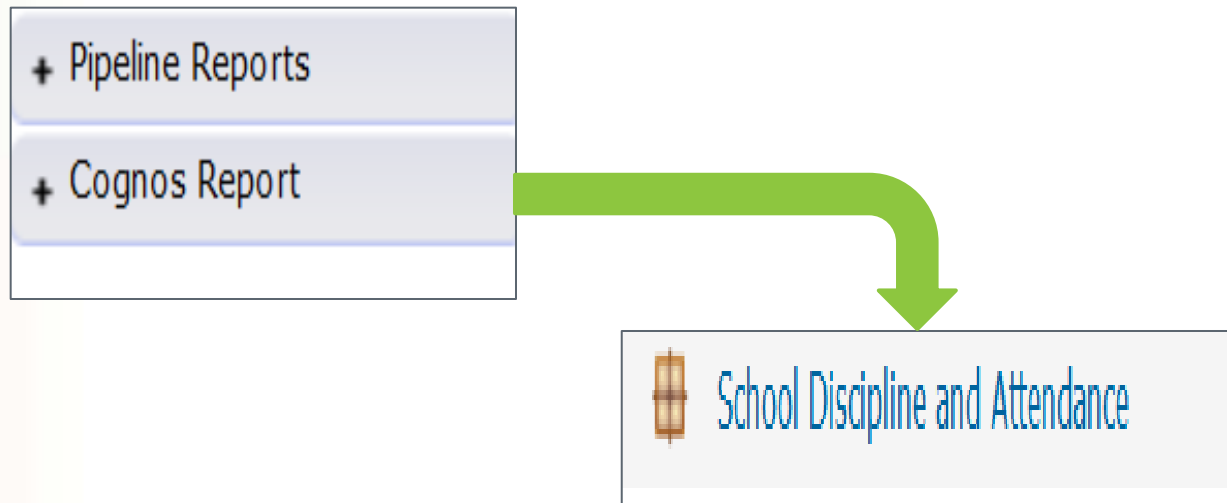 + Pipeline Reports
+ Cognos Report
School Discipline and Attendance